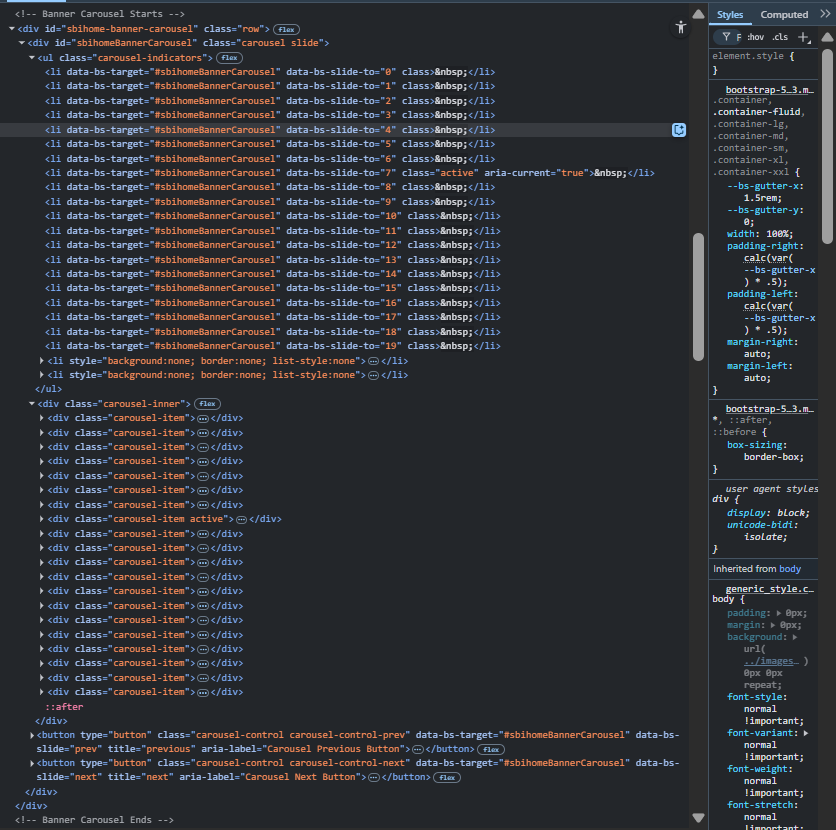 <!-- Banner Carousel Starts -->
<div id="sbihome-banner-carousel" class="row"> flex
<div id="sbihomeBannerCarousel" class="carousel slide">
<ul class="carousel-indicators"> flex
<li data-bs-target="#sbihomeBannerCarousel" data-bs-slide-to="0" class>&nbsp;</li>
<li data-bs-target="#sbihomeBannerCarousel" data-bs-slide-to="1" class>&nbsp;</li>
<li data-bs-target="#sbihomeBannerCarousel" data-bs-slide-to="2" class>&nbsp;</li>
<li data-bs-target="#sbihomeBannerCarousel" data-bs-slide-to="3" class>&nbsp;</li>
<li data-bs-target="#sbihomeBannerCarousel" data-bs-slide-to="4" class>&nbsp;</li>
<li data-bs-target="#sbihomeBannerCarousel" data-bs-slide-to="5" class>&nbsp;</li>
<li data-bs-target="#sbihomeBannerCarousel" data-bs-slide-to="6" class>&nbsp;</li>
<li data-bs-target="#sbihomeBannerCarousel" data-bs-slide-to="7" class="active" aria-current="true">&nbsp;</li>
<li data-bs-target="#sbihomeBannerCarousel" data-bs-slide-to="8" class>&nbsp;</li>
<li data-bs-target="#sbihomeBannerCarousel" data-bs-slide-to="9" class>&nbsp;</li>
<li data-bs-target="#sbihomeBannerCarousel" data-bs-slide-to="10" class>&nbsp;</li>
<li data-bs-target="#sbihomeBannerCarousel" data-bs-slide-to="11" class>&nbsp;</li>
<li data-bs-target="#sbihomeBannerCarousel" data-bs-slide-to="12" class>&nbsp;</li>
<li data-bs-target="#sbihomeBannerCarousel" data-bs-slide-to="13" class>&nbsp;</li>
<li data-bs-target="#sbihomeBannerCarousel" data-bs-slide-to="14" class>&nbsp;</li>
<li data-bs-target="#sbihomeBannerCarousel" data-bs-slide-to="15" class>&nbsp;</li>
<li data-bs-target="#sbihomeBannerCarousel" data-bs-slide-to="16" class>&nbsp;</li>
<li data-bs-target="#sbihomeBannerCarousel" data-bs-slide-to="17" class>&nbsp;</li>
<li data-bs-target="#sbihomeBannerCarousel" data-bs-slide-to="18" class>&nbsp;</li>
<li data-bs-target="#sbihomeBannerCarousel" data-bs-slide-to="19" class>&nbsp;</li>
<li style="background:none; border:none; list-style:none">…</li>
<li style="background:none; border:none; list-style:none">…</li>
</ul>
<div class="carousel-inner"> flex
<div class="carousel-item">…</div>
<div class="carousel-item">…</div>
<div class="carousel-item">…</div>
<div class="carousel-item">…</div>
<div class="carousel-item">…</div>
<div class="carousel-item">…</div>
<div class="carousel-item">…</div>
<div class="carousel-item active">…</div>
<div class="carousel-item">…</div>
<div class="carousel-item">…</div>
<div class="carousel-item">…</div>
<div class="carousel-item">…</div>
<div class="carousel-item">…</div>
<div class="carousel-item">…</div>
<div class="carousel-item">…</div>
<div class="carousel-item">…</div>
<div class="carousel-item">…</div>
<div class="carousel-item">…</div>
<div class="carousel-item">…</div>
<div class="carousel-item">…</div>
::after
</div>
<button type="button" class="carousel-control carousel-control-prev" data-bs-target="#sbihomeBannerCarousel" data-bs-
slide="prev" title="previous" aria-label="Carousel Previous Button">…</button> flex
<button type="button" class="carousel-control carousel-control-next" data-bs-target="#sbihomeBannerCarousel" data-bs-
slide="next" title="next" aria-label="Carousel Next Button">…</button> flex
</div>
</div>
<!-- Banner Carousel Ends -->
Styles Computed
F :hov .cls
element.style {
}
bootstrap-5…3.m…
.container,
.container-fluid,
.container-lg,
.container-md,
.container-sm,
.container-xl,
.container-xxl {
--bs-gutter-x:
1.5rem;
--bs-gutter-y:
0;
width: 100%;
padding-right:
calc(var(
--bs-gutter-x
) * .5);
padding-left:
calc(var(
--bs-gutter-x
) * .5);
margin-right:
auto;
margin-left:
auto;
}
bootstrap-5…3.m…
*, ::after,
::before {
box-sizing:
border-box;
}
user agent styles
div {
display: block;
unicode-bidi:
isolate;
}
Inherited from body
generic_style.c…
body {
padding: 0px;
margin: 0px;
background:
url(
../images… )
0px 0px
repeat;
font-style:
normal
!important;
font-variant:
normal
!important;
font-weight:
normal
!important;
font-stretch:
normal
!important;